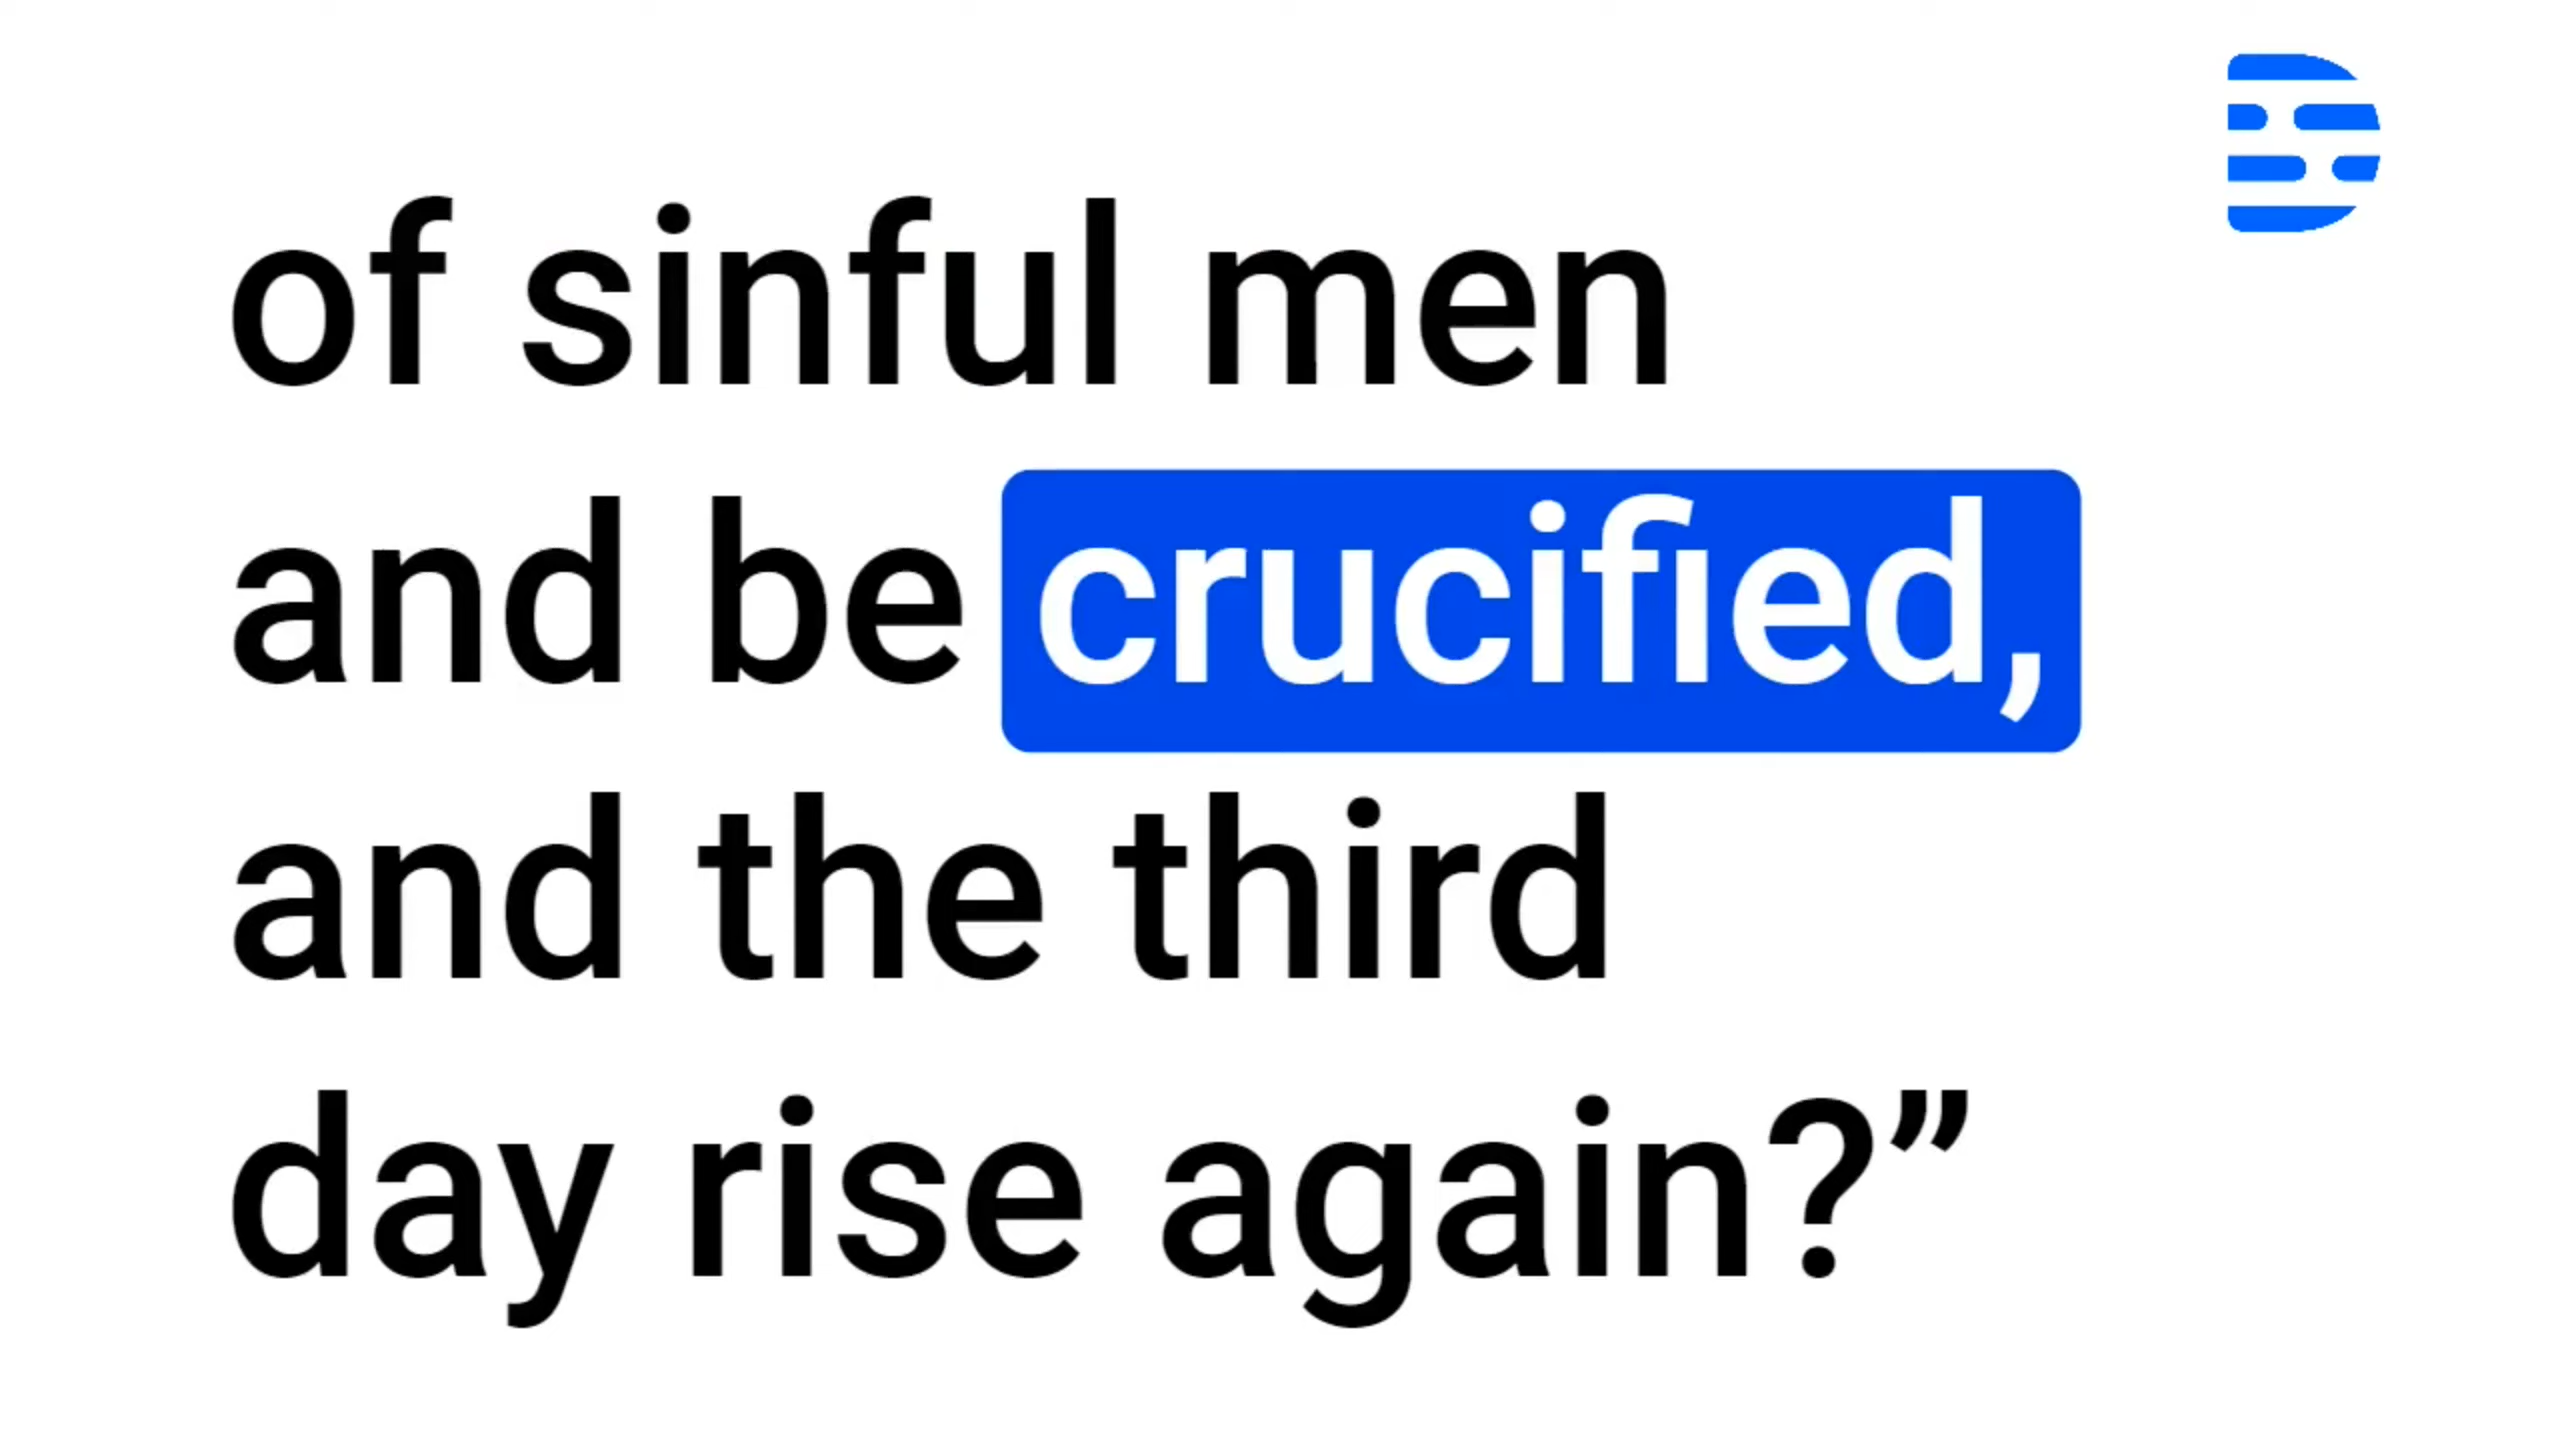 of sinful men
and be crucified,
and the third
day rise again?”